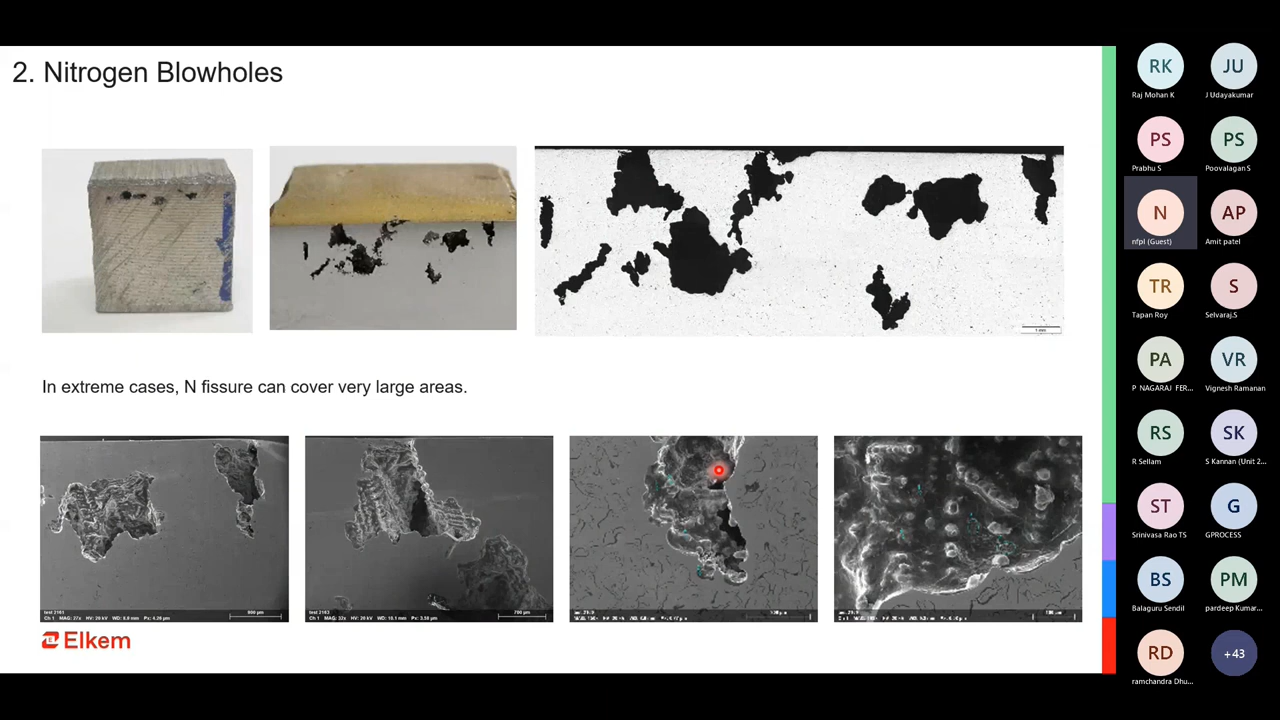 2. Nitrogen Blowholes
1 mm
In extreme cases, N fissure can cover very large areas.
Elkem
RK
Raj Mohan K
JU
J Udayakumar
PS
Prabhu S
PS
Poovalagan S
N
nfpl (Guest)
AP
Amit patel
TR
Tapan Roy
S
Selvaraj.S
PA
P NAGARAJ FER...
VR
Vignesh Ramanan
RS
R Sellam
SK
S Kannan (Unit 2...
ST
Srinivasa Rao TS
G
GPROCESS
BS
Balaguru Sendil
PM
pardeep Kumar...
RD
ramchandra Dhu...
+43